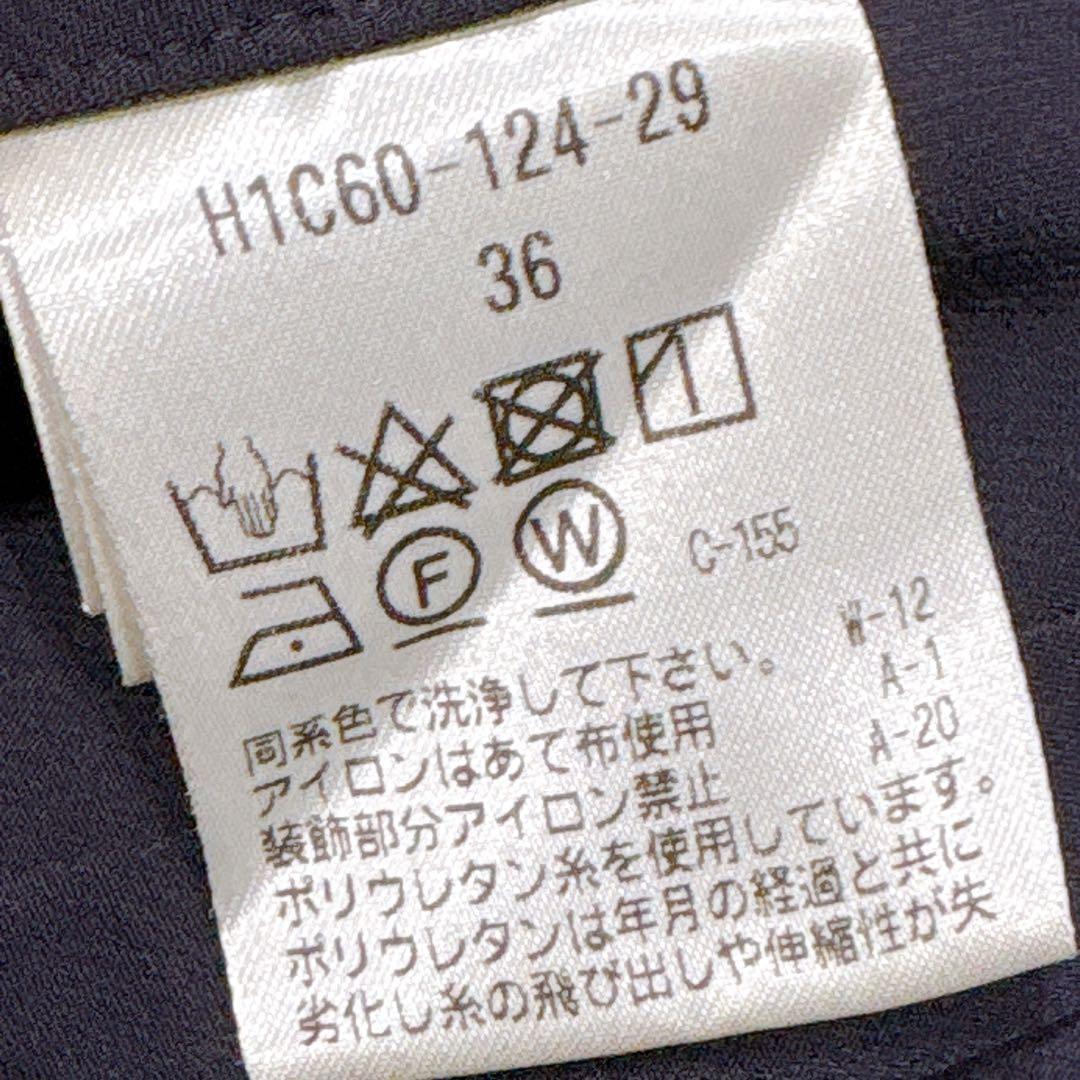 H1C60-124-29
36
F
W
C-155
同系色で洗浄して下さい。 W-12
アイロンはあて布使用 A-1
装飾部分アイロン禁止 A-20
ポリウレタン糸を使用しています。
ポリウレタンは年月の経過と共に
劣化し糸の飛び出しや伸縮性が失